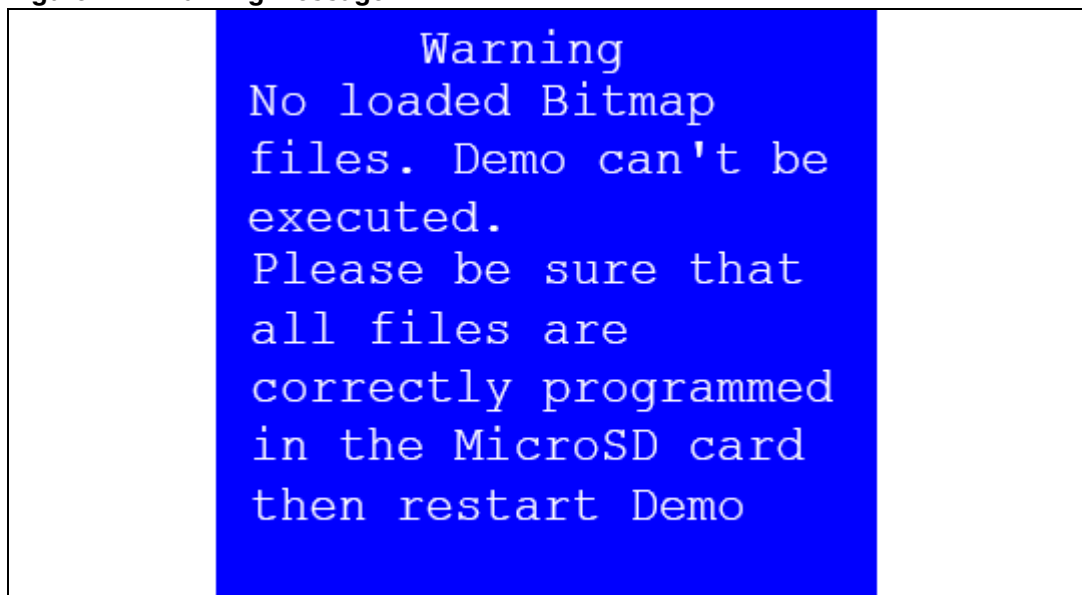 Warning
No loaded Bitmap
files. Demo can't be
executed.
Please be sure that
all files are
correctly programmed
in the MicroSD card
then restart Demo